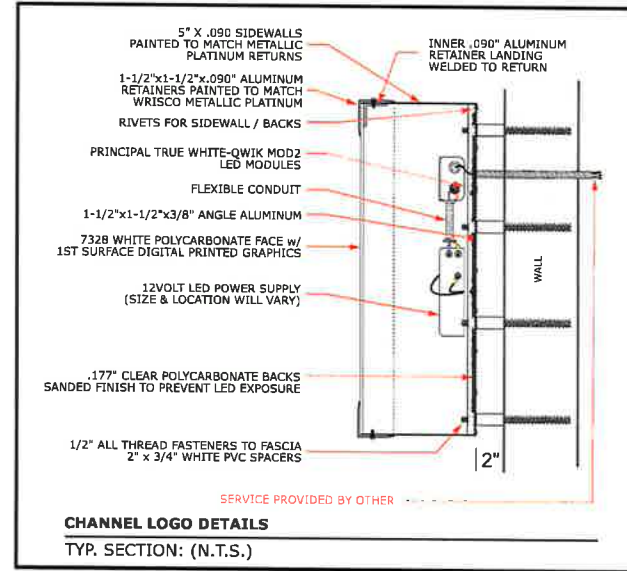 5" X .090 SIDEWALLS
PAINTED TO MATCH METALLIC
PLATINUM RETURNS
INNER .090" ALUMINUM
RETAINER LANDING
WELDED TO RETURN
1-1/2"x1-1/2"x.090" ALUMINUM
RETAINERS PAINTED TO MATCH
WRISCO METALLIC PLATINUM
RIVETS FOR SIDEWALL / BACKS
PRINCIPAL TRUE WHITE-QWIK MOD2
LED MODULES
FLEXIBLE CONDUIT
1-1/2"x1-1/2"x3/8" ANGLE ALUMINUM
7328 WHITE POLYCARBONATE FACE w/
1ST SURFACE DIGITAL PRINTED GRAPHICS
WALL
12VOLT LED POWER SUPPLY
(SIZE & LOCATION WILL VARY)
.177" CLEAR POLYCARBONATE BACKS
SANDED FINISH TO PREVENT LED EXPOSURE
1/2" ALL THREAD FASTENERS TO FASCIA
2" x 3/4" WHITE PVC SPACERS
2"
SERVICE PROVIDED BY OTHER
CHANNEL LOGO DETAILS
TYP. SECTION: (N.T.S.)